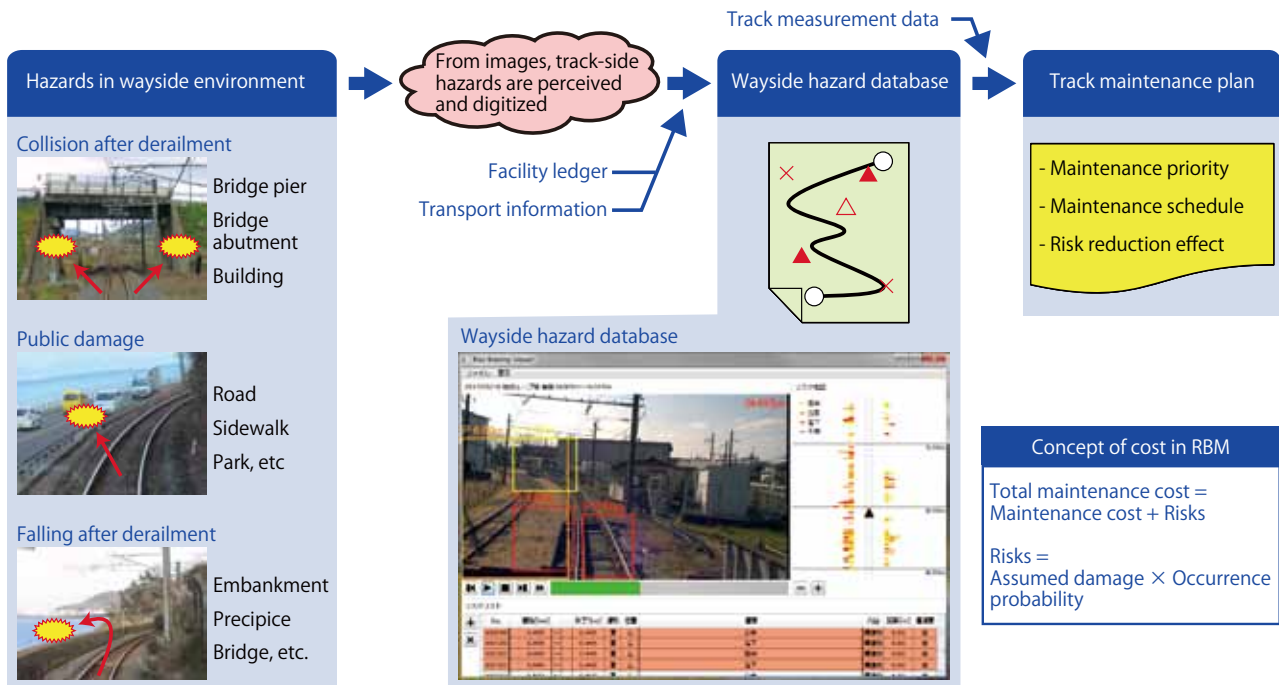 Track measurement data
Hazards in wayside environment
From images, track-side
hazards are perceived
and digitized
Wayside hazard database
Track maintenance plan
Collision after derailment
Bridge pier
Bridge
abutment
Building
Facility ledger
Transport information
- Maintenance priority
- Maintenance schedule
- Risk reduction effect
Public damage
Road
Sidewalk
Park, etc
Wayside hazard database
Falling after derailment
Embankment
Precipice
Bridge, etc.
Concept of cost in RBM
Total maintenance cost =
Maintenance cost + Risks
Risks =
Assumed damage × Occurrence
probability